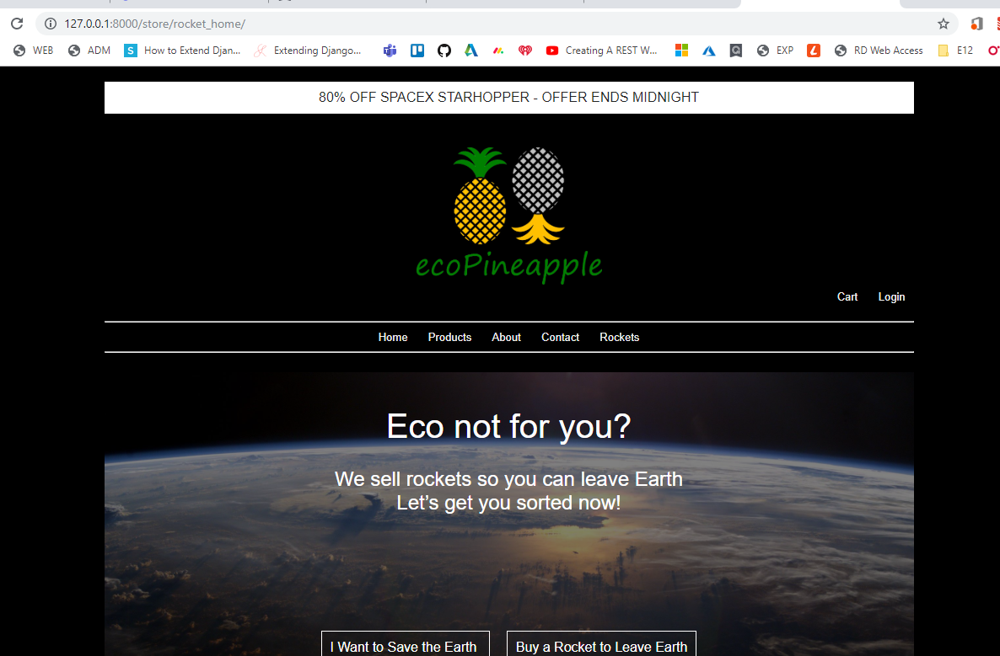 127.0.0.1:8000/store/rocket_home/
WEB ADM S How to Extend Djan... Extending Django... Creating A REST W... EXP RD Web Access E12
80% OFF SPACEX STARHOPPER - OFFER ENDS MIDNIGHT
ecoPineapple
Cart Login
Home Products About Contact Rockets
Eco not for you?
We sell rockets so you can leave Earth
Let’s get you sorted now!
I Want to Save the Earth Buy a Rocket to Leave Earth